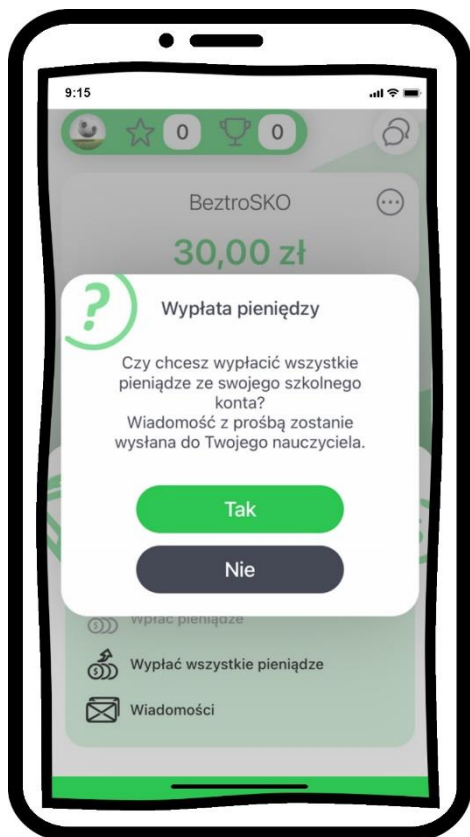 9:15
0 0
BeztroSKO
30,00 zł
?
Wypłata pieniędzy
Czy chcesz wypłacić wszystkie
pieniądze ze swojego szkolnego
konta?
Wiadomość z prośbą zostanie
wysłana do Twojego nauczyciela.
Tak
Nie
Wpłać pieniądze
Wypłać wszystkie pieniądze
Wiadomości